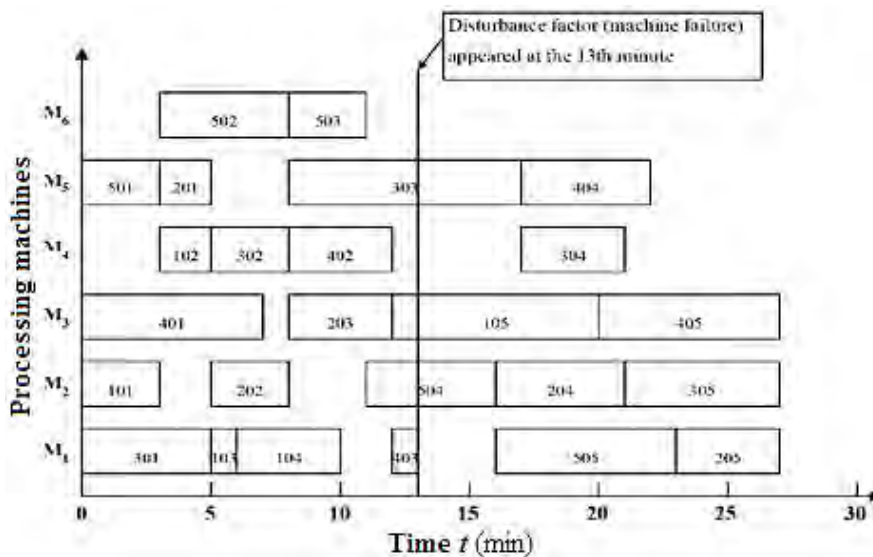 Disturbance factor (machine failure)
appeared at the 13th minute
M6
502 503
M5
501 201 303 404
M4
102 302 402 304
M3
401 203 105 405
M2
101 202 504 204 305
M1
301 103 104 403 505 205
Processing machines
0 5 10 15 20 25 30
Time t (min)